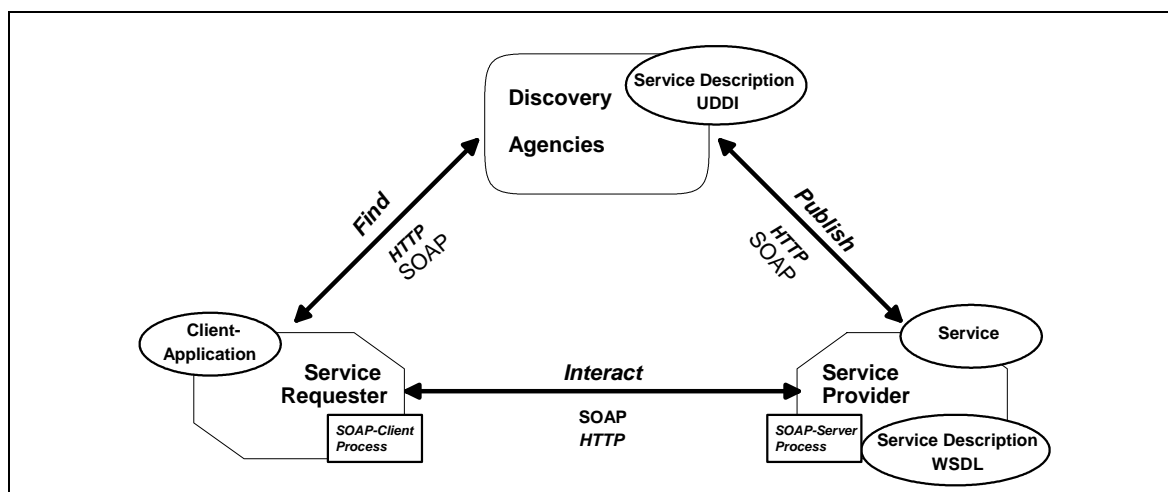 Service Description
UDDI
Discovery
Agencies
Find
HTTP
SOAP
Publish
HTTP
SOAP
Client-
Application
Service
Requester
SOAP-Client
Process
Interact
SOAP
HTTP
Service
Service
Provider
SOAP-Server
Process
Service Description
WSDL